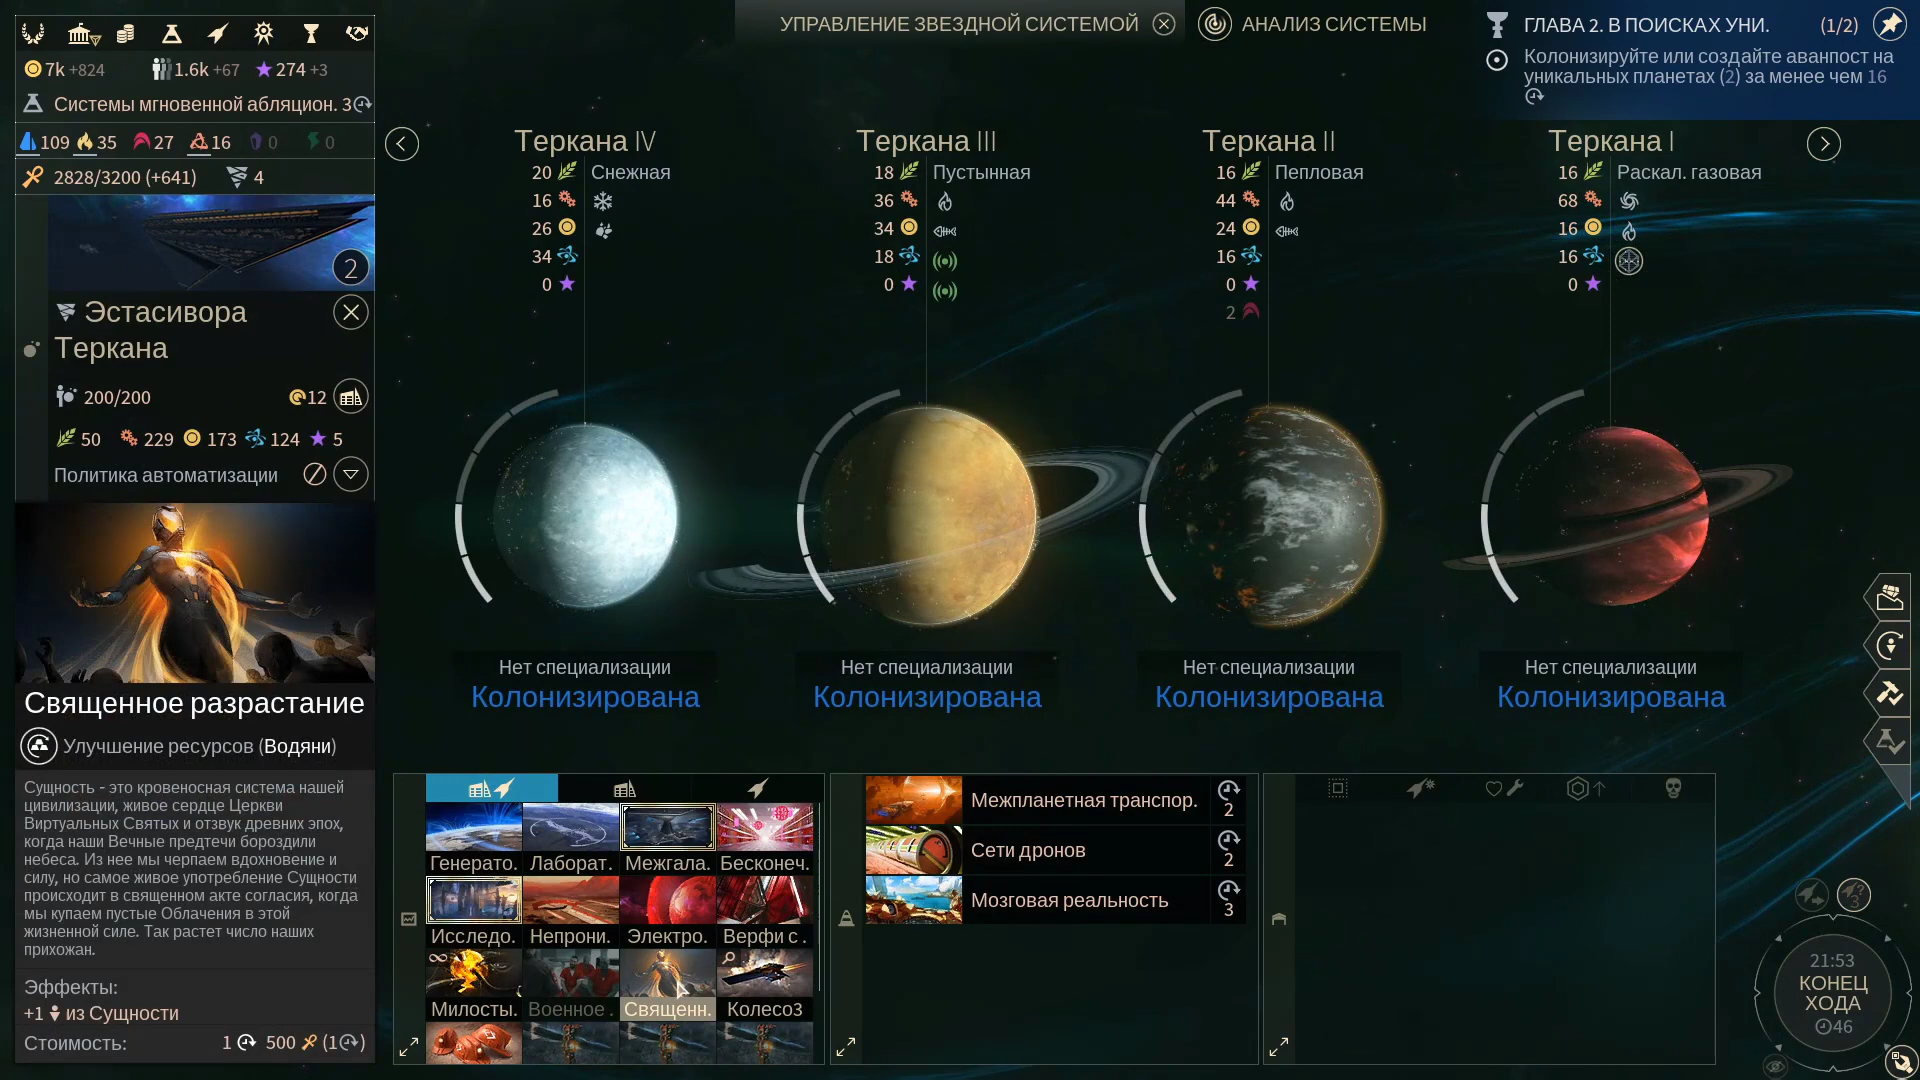 УПРАВЛЕНИЕ ЗВЕЗДНОЙ СИСТЕМОЙ
АНАЛИЗ СИСТЕМЫ
ГЛАВА 2. В ПОИСКАХ УНИ. (1/2)
Колонизируйте или создайте аванпост на
уникальных планетах (2) за менее чем 16
7k +824 1.6k +67 274 +3
Системы мгновенной абляцион. 3
109 35 27 16 0 0
2828/3200 (+641) 4
2
Эстасивора
Теркана
200/200 12
50 229 173 124 5
Политика автоматизации
Священное разрастание
Улучшение ресурсов (Водяни)
Сущность - это кровеносная система нашей
цивилизации, живое сердце Церкви
Виртуальных Святых и отзвук древних эпох,
когда наши Вечные предтечи бороздили
небеса. Из нее мы черпаем вдохновение и
силу, но самое живое употребление Сущности
происходит в священном акте согласия, когда
мы купаем пустые Облачения в этой
жизненной силе. Так растет число наших
прихожан.
Эффекты:
+1 из Сущности
Стоимость: 1 500 (1)
Теркана IV
20 Снежная
16
26
34
0
Нет специализации
Колонизирована
Теркана III
18 Пустынная
36
34
18
0
Нет специализации
Колонизирована
Теркана II
16 Пепловая
44
24
16
0
2
Нет специализации
Колонизирована
Теркана I
16 Раскал. газовая
68
16
16
0
Нет специализации
Колонизирована
Генерато. Лаборат. Межгала. Бесконеч.
Исследо. Непрони. Электро. Верфи с .
Милосты. Военное . Священн. Колесо3
Межпланетная транспор. 2
Сети дронов 2
Мозговая реальность 3
3
21:53
КОНЕЦ
ХОДА
46